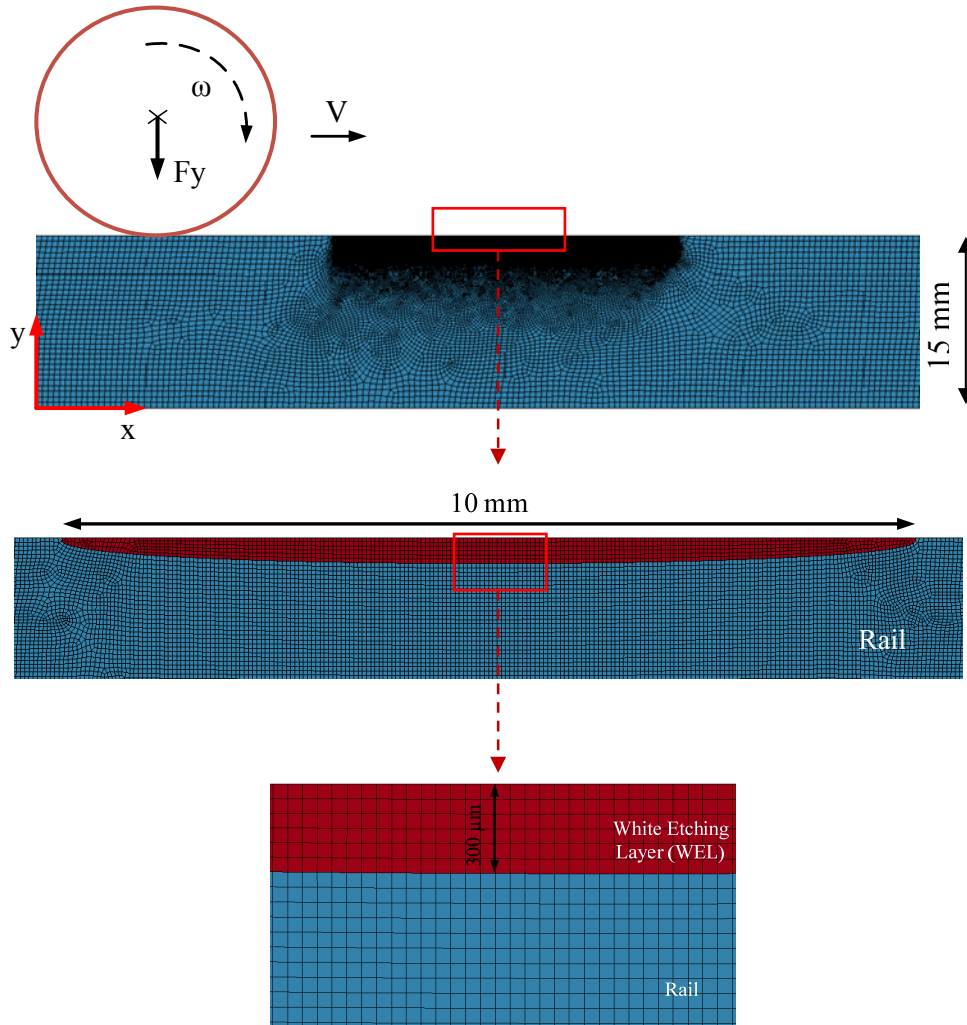 ω
V
Fy
y
x
15 mm
10 mm
Rail
300 μm
White Etching
Layer (WEL)
Rail